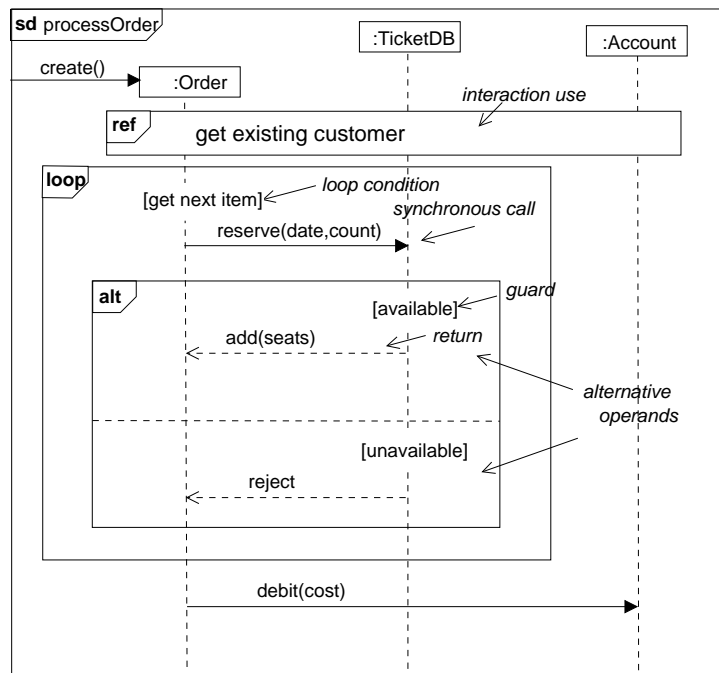 sd processOrder
:TicketDB
:Account
create()
:Order
interaction use
ref
get existing customer
loop
loop condition
[get next item]
synchronous call
reserve(date,count)
alt
guard
[available]
add(seats)
return
alternative
operands
[unavailable]
reject
debit(cost)